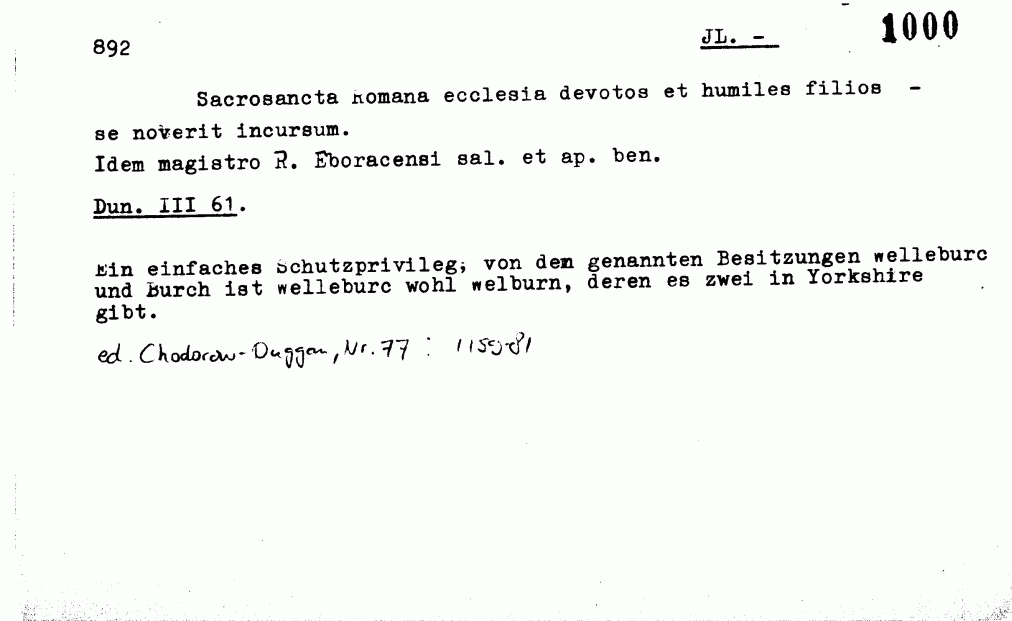 892 JL. - 1000
Sacrosancta Romana ecclesia devotos et humiles filios -
se noverit incursum.
Idem magistro R. Eboracensi sal. et ap. ben.
Dun. III 61.
Ein einfaches Schutzprivileg; von den genannten Besitzungen welleburc
und Burch ist welleburc wohl welburn, deren es zwei in Yorkshire
gibt.
ed. Chodorow-Duggan, Nr. 77 : 1159-81